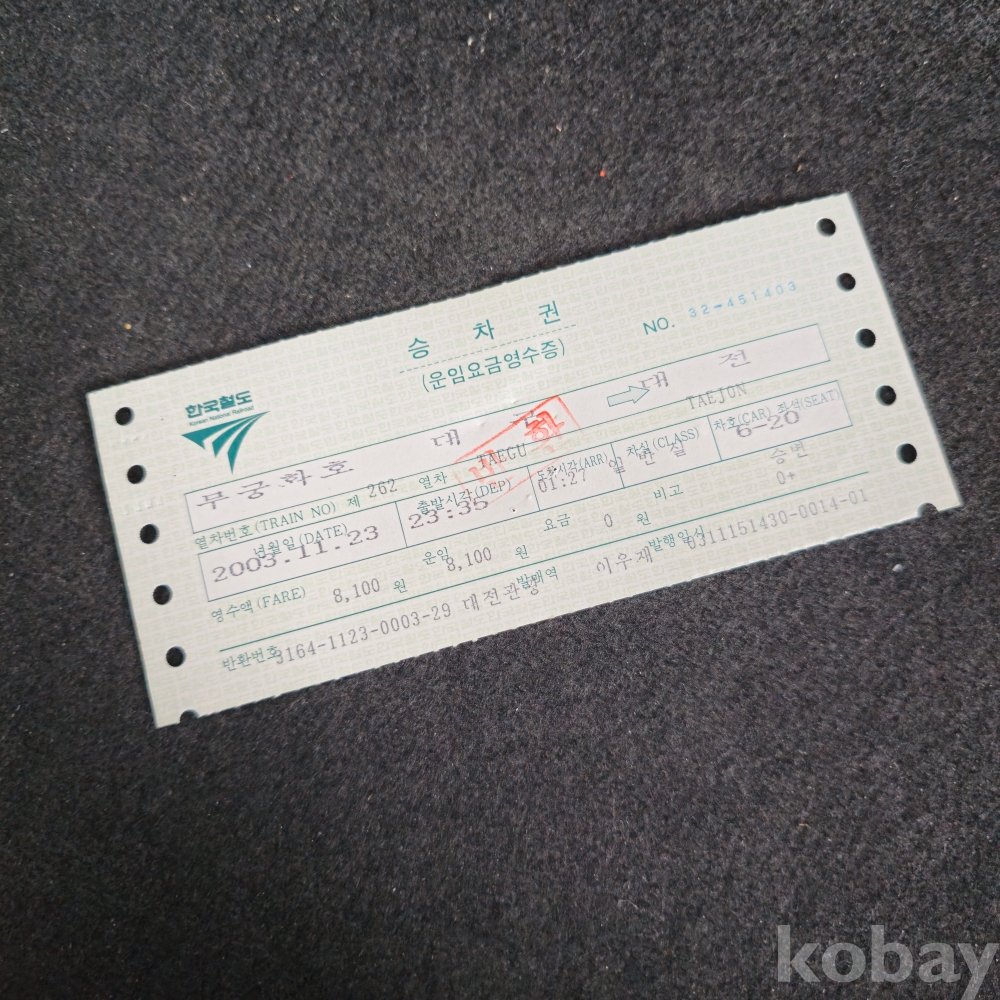 승 차 권
(운임요금영수증)
NO. 32-451403
한국철도
Korean National Railroad
무궁화호 대 구 대 전
열차번호(TRAIN NO) 제 262 열차 TAEGU TAEJON
년월일(DATE) 출발시각(DEP) 도착시각(ARR) 차실(CLASS) 차호(CAR) 좌석(SEAT)
2003.11.23 23:35 01:27 일반실 6-20
영수액(FARE) 8,100 원 운임 8,100 원 요금 0 원 비고 승변
0+
반환번호 3164-1123-0003-29 대전관광 발매역 이우재 발행일시 0311151430-0014-01
kobay